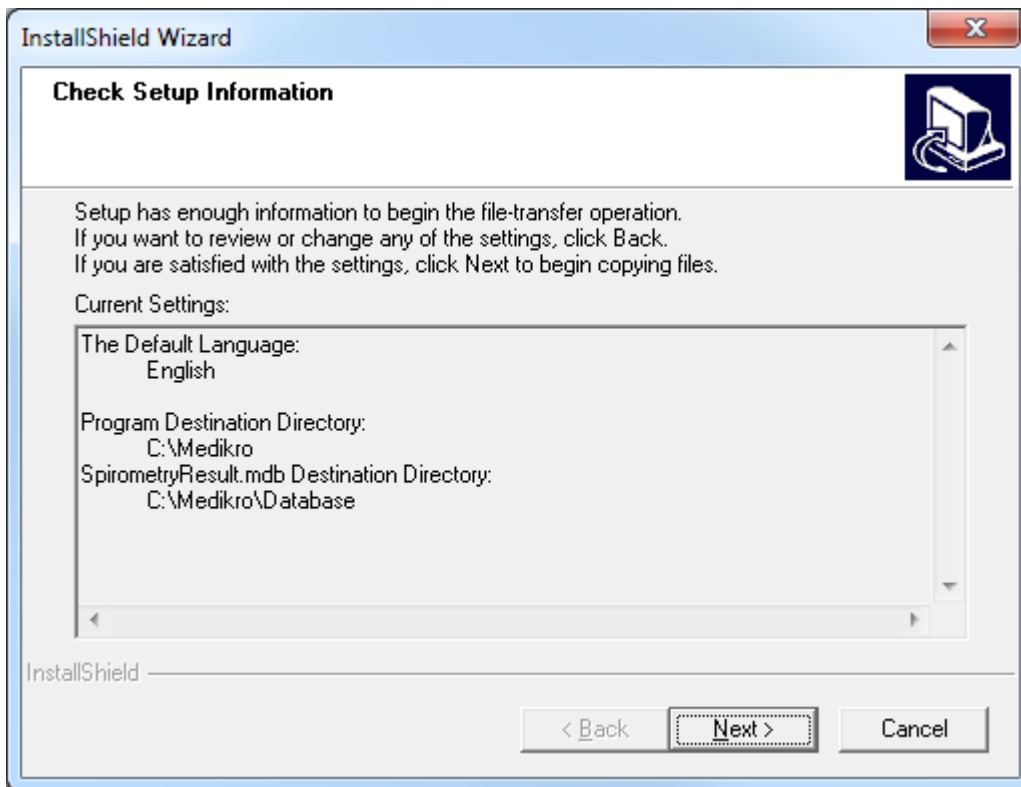 InstallShield Wizard
Check Setup Information
Setup has enough information to begin the file-transfer operation.
If you want to review or change any of the settings, click Back.
If you are satisfied with the settings, click Next to begin copying files.
Current Settings:
The Default Language:
English
Program Destination Directory:
C:\Medikro
SpirometryResult.mdb Destination Directory:
C:\Medikro\Database
InstallShield
< Back
Next >
Cancel